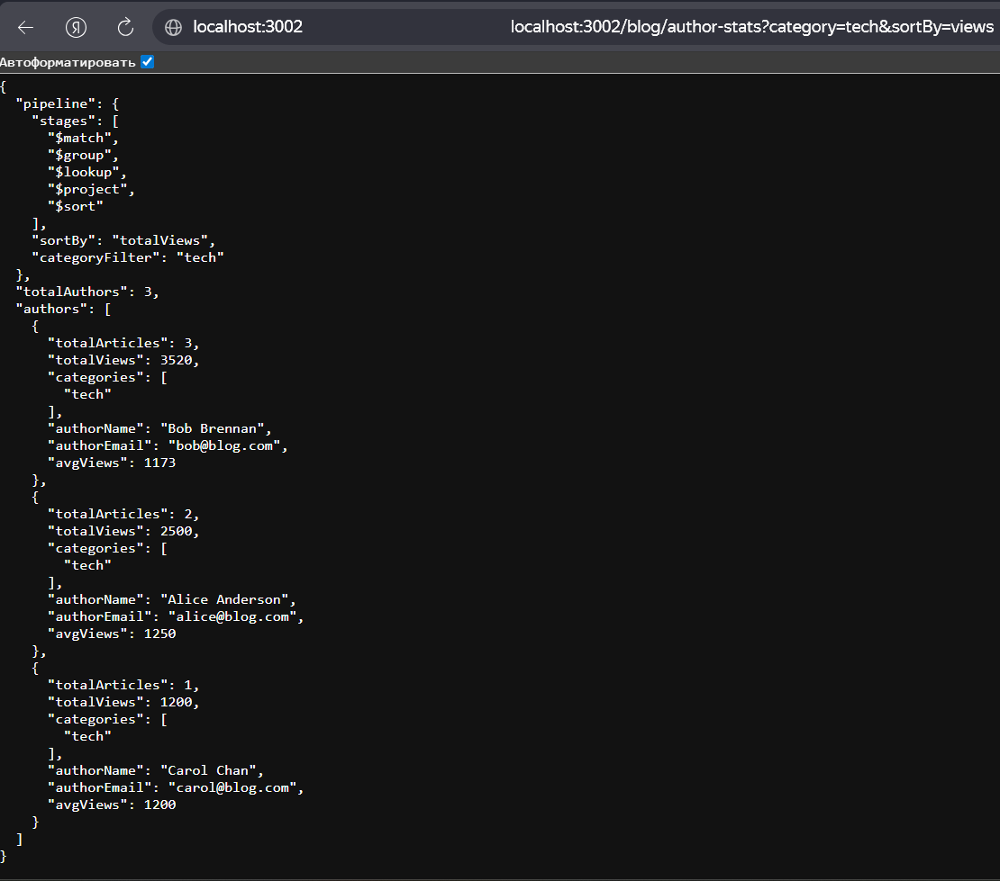 Я localhost:3002 localhost:3002/blog/author-stats?category=tech&sortBy=views
Автоформатировать
{
  "pipeline": {
    "stages": [
      "$match",
      "$group",
      "$lookup",
      "$project",
      "$sort"
    ],
    "sortBy": "totalViews",
    "categoryFilter": "tech"
  },
  "totalAuthors": 3,
  "authors": [
    {
      "totalArticles": 3,
      "totalViews": 3520,
      "categories": [
        "tech"
      ],
      "authorName": "Bob Brennan",
      "authorEmail": "bob@blog.com",
      "avgViews": 1173
    },
    {
      "totalArticles": 2,
      "totalViews": 2500,
      "categories": [
        "tech"
      ],
      "authorName": "Alice Anderson",
      "authorEmail": "alice@blog.com",
      "avgViews": 1250
    },
    {
      "totalArticles": 1,
      "totalViews": 1200,
      "categories": [
        "tech"
      ],
      "authorName": "Carol Chan",
      "authorEmail": "carol@blog.com",
      "avgViews": 1200
    }
  ]
}